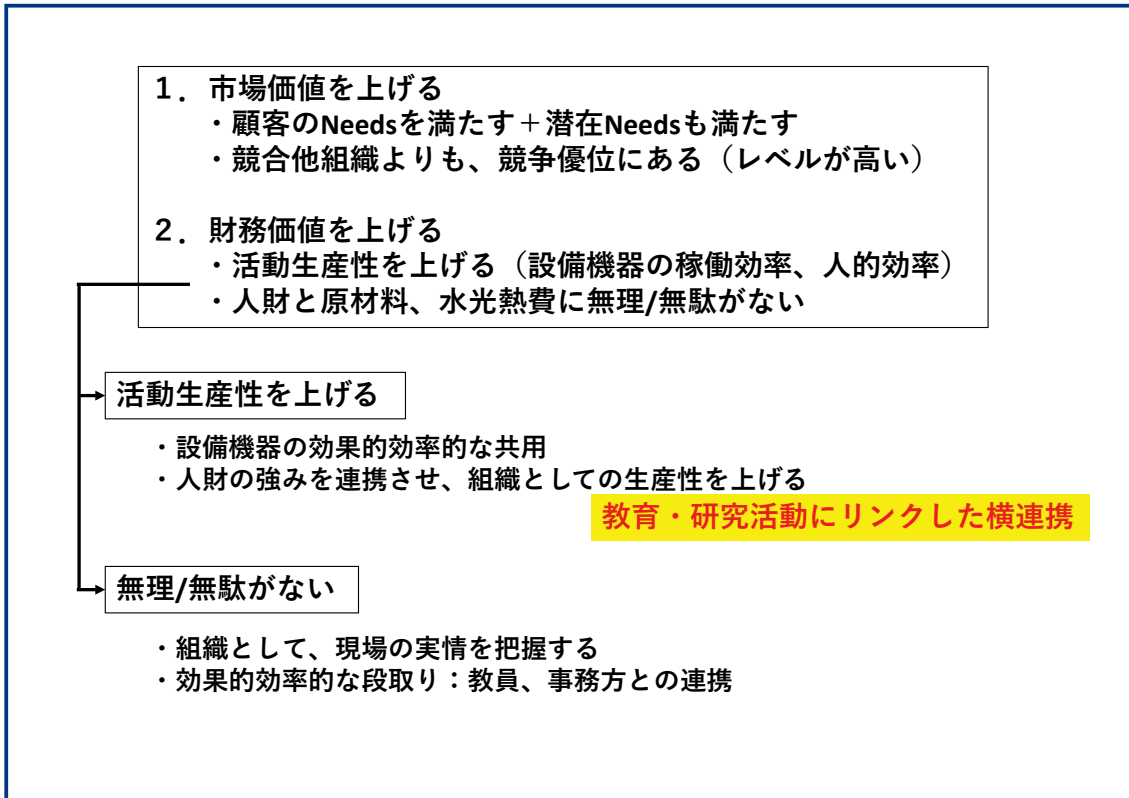 １．市場価値を上げる
・顧客のNeedsを満たす＋潜在Needsも満たす
・競合他組織よりも、競争優位にある（レベルが高い）
２．財務価値を上げる
・活動生産性を上げる（設備機器の稼働効率、人的効率）
・人財と原材料、水光熱費に無理/無駄がない
活動生産性を上げる
・設備機器の効果的効率的な共用
・人財の強みを連携させ、組織としての生産性を上げる
教育・研究活動にリンクした横連携
無理/無駄がない
・組織として、現場の実情を把握する
・効果的効率的な段取り：教員、事務方との連携